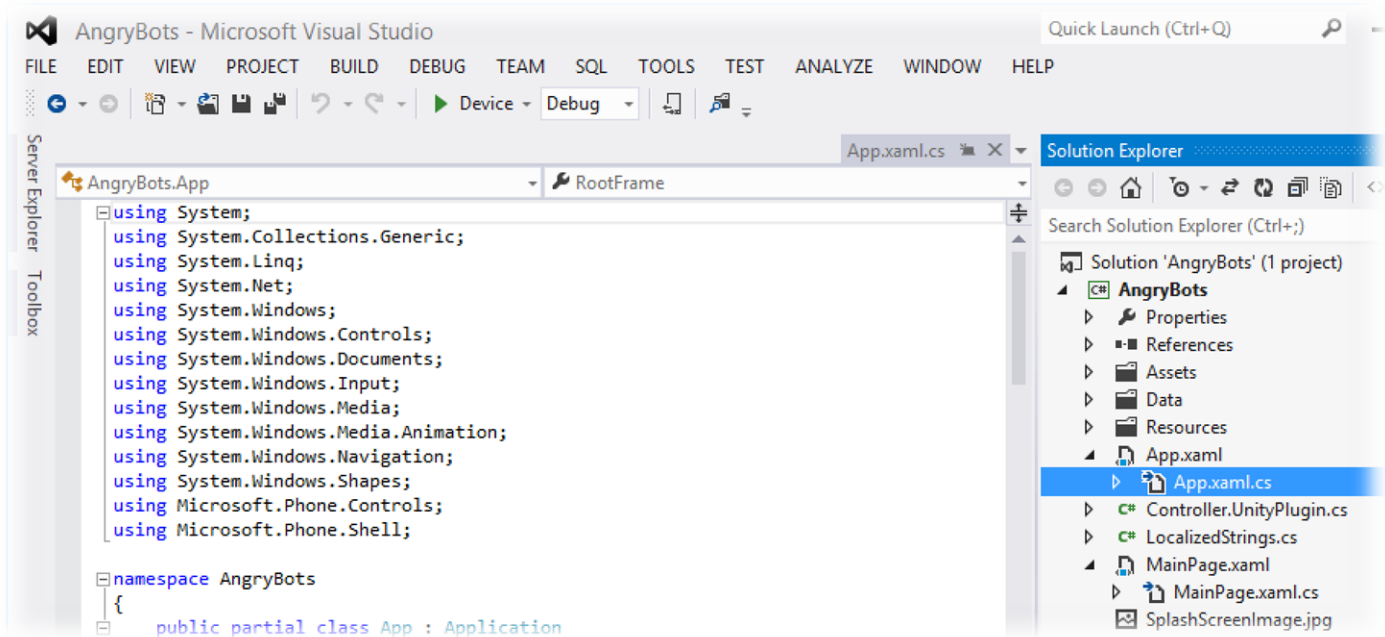 AngryBots - Microsoft Visual Studio
Quick Launch (Ctrl+Q)
FILE EDIT VIEW PROJECT BUILD DEBUG TEAM SQL TOOLS TEST ANALYZE WINDOW HELP
Device Debug
Server Explorer
Toolbox
App.xaml.cs
AngryBots.App
RootFrame
using System;
using System.Collections.Generic;
using System.Linq;
using System.Net;
using System.Windows;
using System.Windows.Controls;
using System.Windows.Documents;
using System.Windows.Input;
using System.Windows.Media;
using System.Windows.Media.Animation;
using System.Windows.Navigation;
using System.Windows.Shapes;
using Microsoft.Phone.Controls;
using Microsoft.Phone.Shell;
namespace AngryBots
{
public partial class App : Application
Solution Explorer
Search Solution Explorer (Ctrl+;)
Solution 'AngryBots' (1 project)
C# AngryBots
Properties
References
Assets
Data
Resources
App.xaml
App.xaml.cs
C# Controller.UnityPlugin.cs
C# LocalizedStrings.cs
MainPage.xaml
MainPage.xaml.cs
SplashScreenImage.jpg